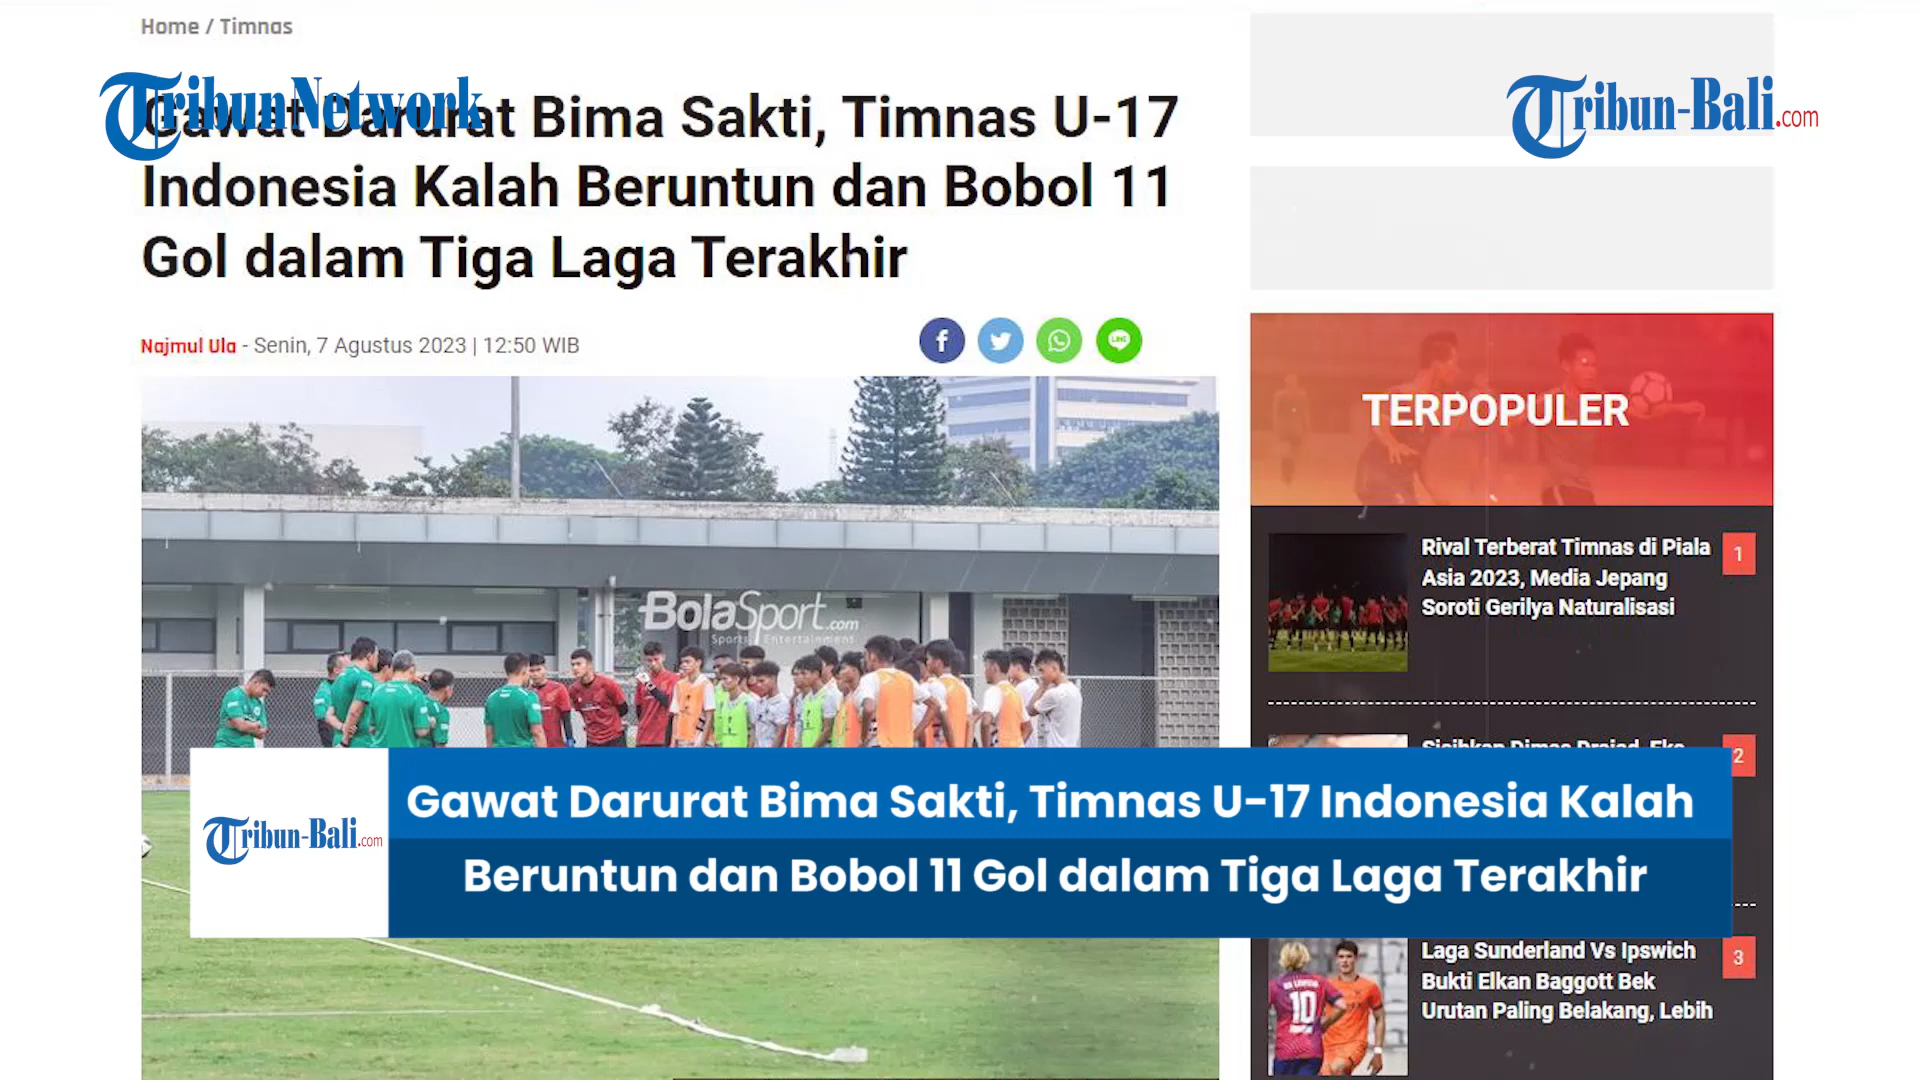 Home / Timnas
TribunNetwork
Tribun-Bali.com
Gawat Darurat Bima Sakti, Timnas U-17
Indonesia Kalah Beruntun dan Bobol 11
Gol dalam Tiga Laga Terakhir
Najmul Ula - Senin, 7 Agustus 2023 | 12:50 WIB
BolaSport.com
Sports Entertainment
TERPOPULER
Rival Terberat Timnas di Piala
Asia 2023, Media Jepang
Soroti Gerilya Naturalisasi
1
2
Laga Sunderland Vs Ipswich
Bukti Elkan Baggott Bek
Urutan Paling Belakang, Lebih
3
10
Tribun-Bali.com
Gawat Darurat Bima Sakti, Timnas U-17 Indonesia Kalah
Beruntun dan Bobol 11 Gol dalam Tiga Laga Terakhir